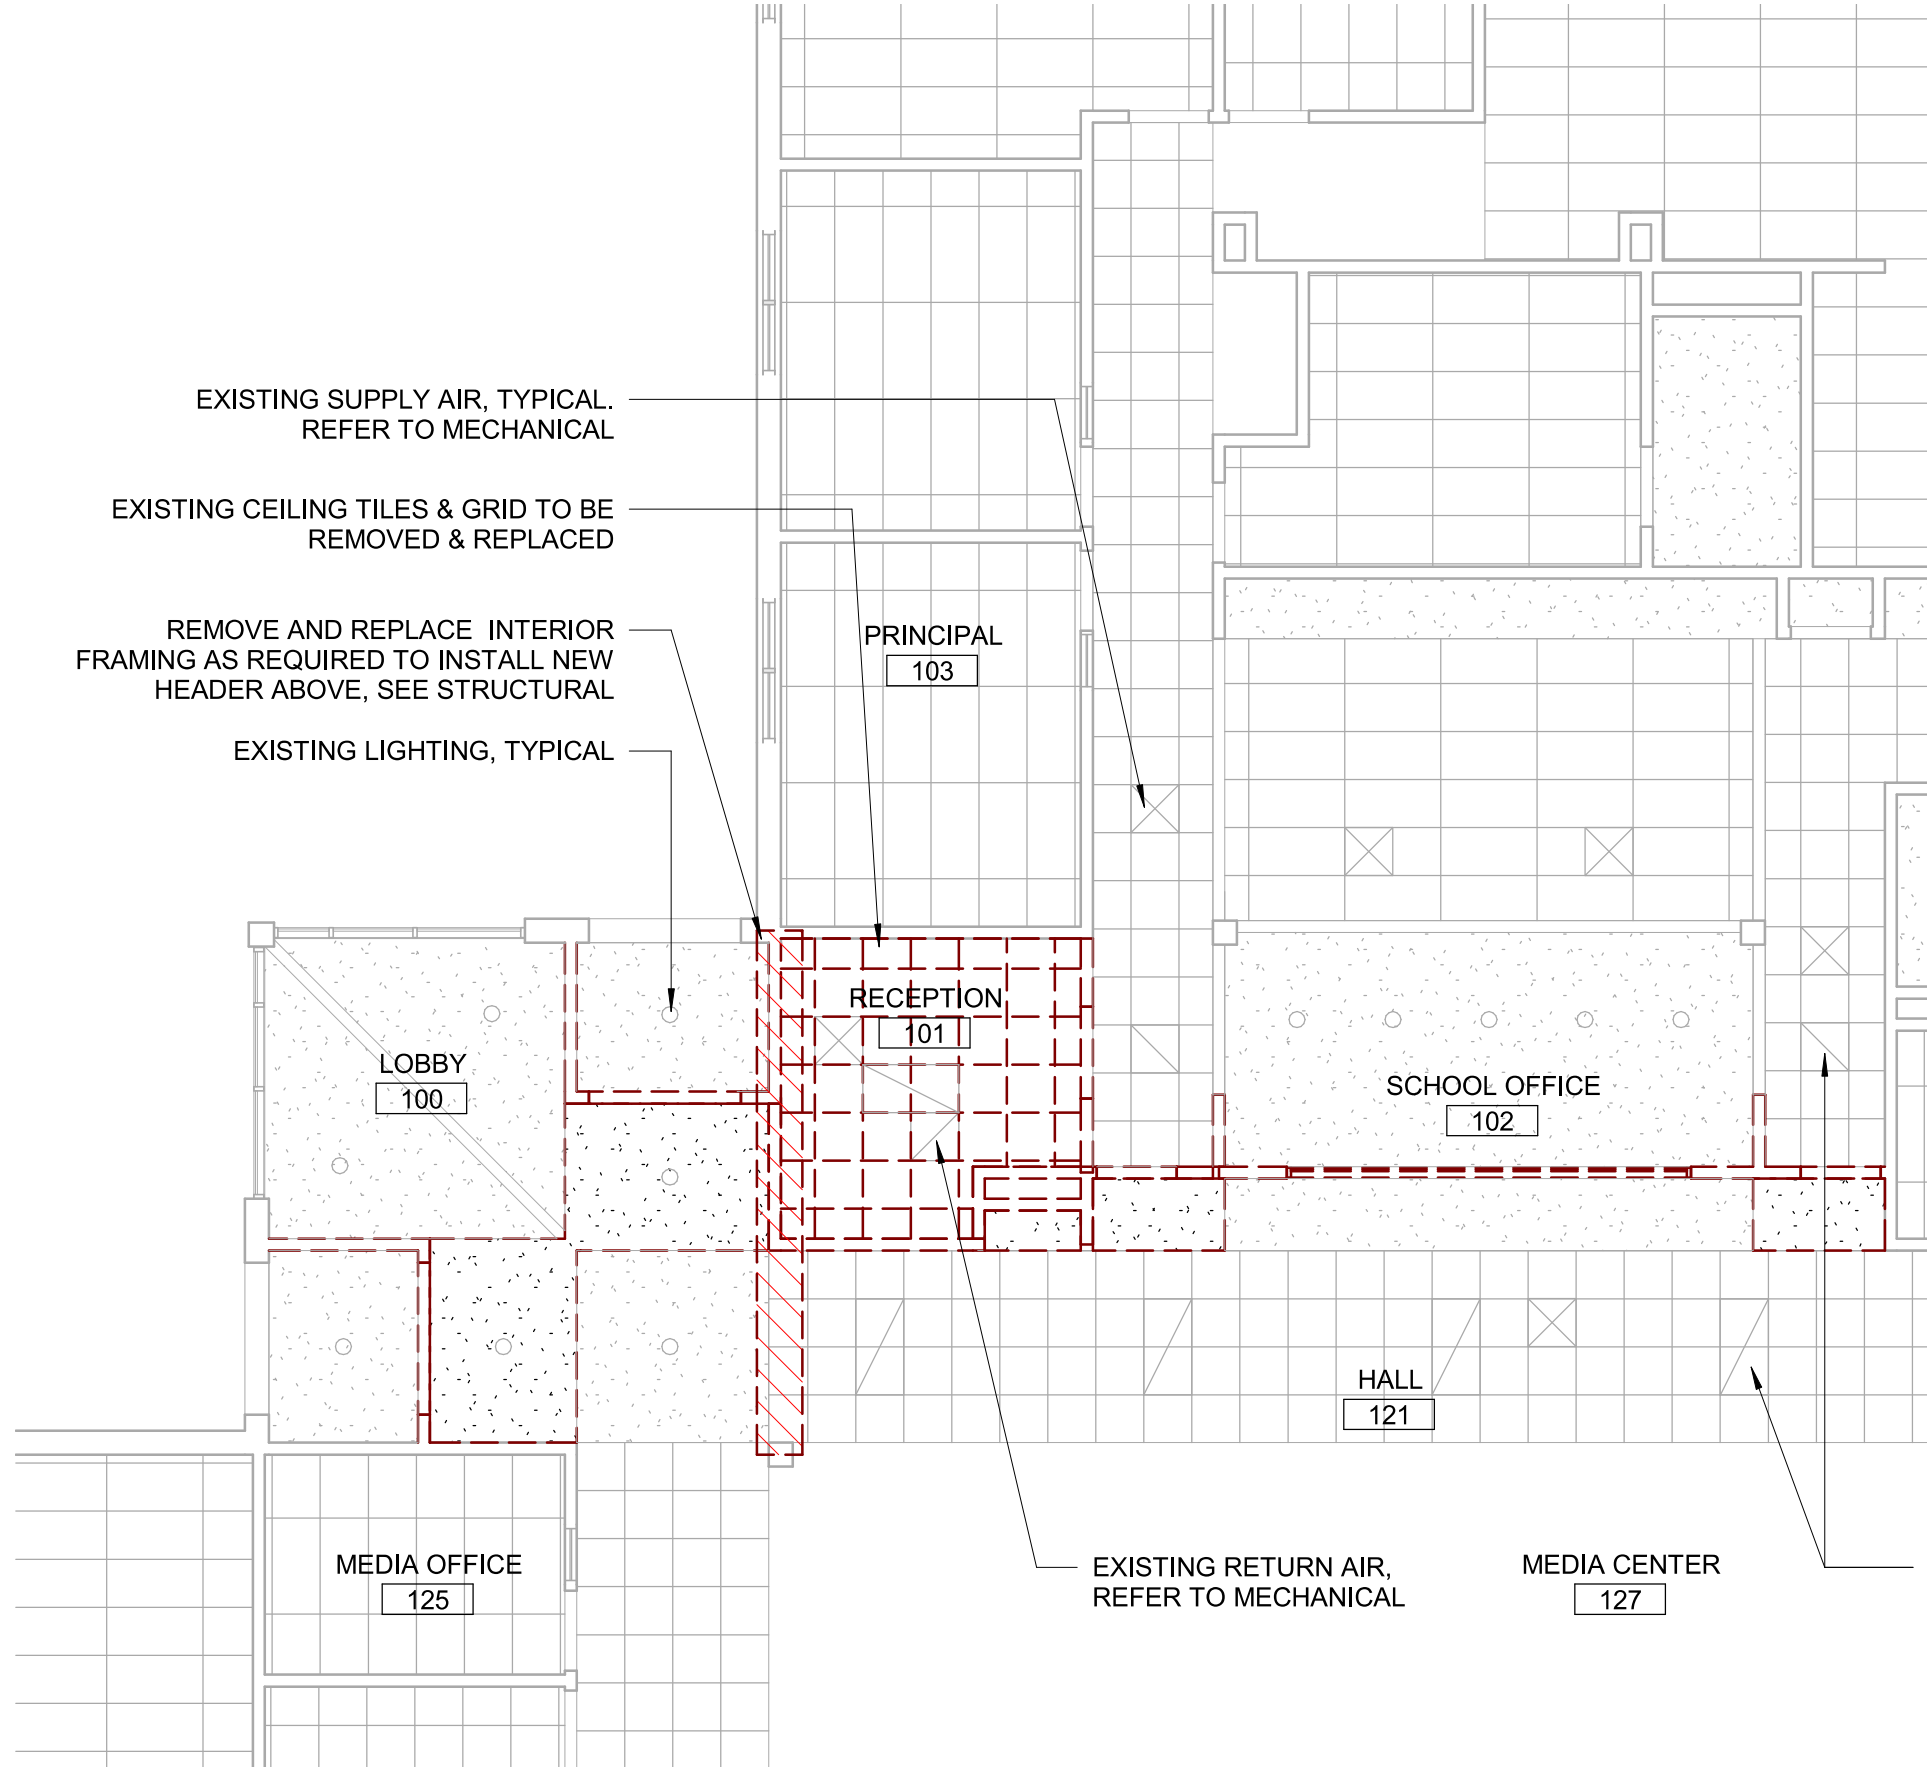 EXISTING SUPPLY AIR, TYPICAL.
REFER TO MECHANICAL
EXISTING CEILING TILES & GRID TO BE
REMOVED & REPLACED
REMOVE AND REPLACE INTERIOR
FRAMING AS REQUIRED TO INSTALL NEW
HEADER ABOVE, SEE STRUCTURAL
EXISTING LIGHTING, TYPICAL
PRINCIPAL
103
RECEPTION
101
LOBBY
100
SCHOOL OFFICE
102
HALL
121
MEDIA OFFICE
125
EXISTING RETURN AIR,
REFER TO MECHANICAL
MEDIA CENTER
127